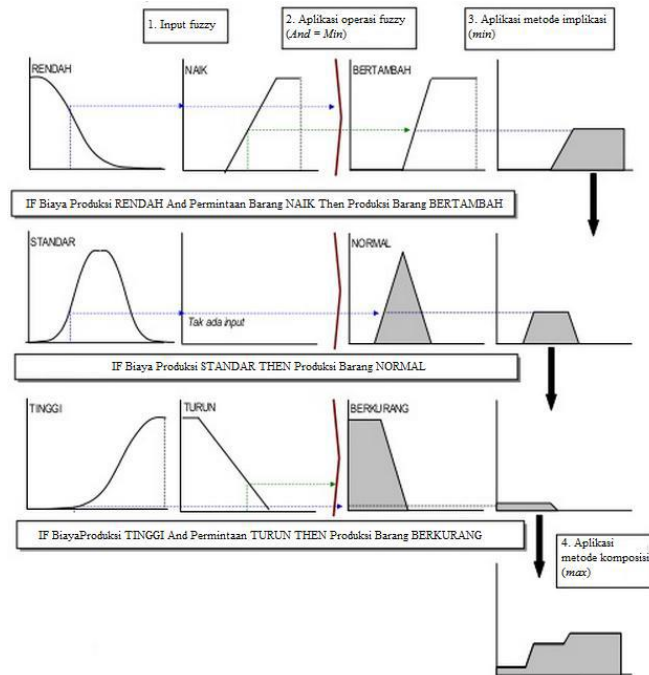 1. Input fuzzy
2. Aplikasi operasi fuzzy
(And = Min)
3. Aplikasi metode implikasi
(min)
RENDAH
NAIK
BERTAMBAH
IF Biaya Produksi RENDAH And Permintaan Barang NAIK Then Produksi Barang BERTAMBAH
STANDAR
NORMAL
Tak ada input
IF Biaya Produksi STANDAR THEN Produksi Barang NORMAL
TINGGI
TURUN
BERKURANG
IF BiayaProduksi TINGGI And Permintaan TURUN THEN Produksi Barang BERKURANG
4. Aplikasi
metode komposisi
(max)